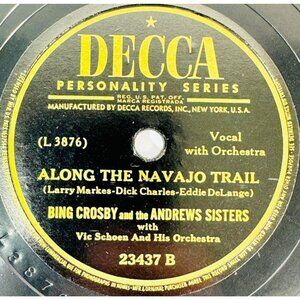 DECCA
PERSONALITY SERIES
REG. U.S. PAT. OFF.
MARCA REGISTRADA
MANUFACTURED BY DECCA RECORDS, INC., NEW YORK, U.S.A.
(L 3876)
Vocal
with Orchestra
ALONG THE NAVAJO TRAIL
(Larry Markes-Dick Charles-Eddie DeLange)
BING CROSBY and the ANDREWS SISTERS
with
Vic Schoen And His Orchestra
23437 B